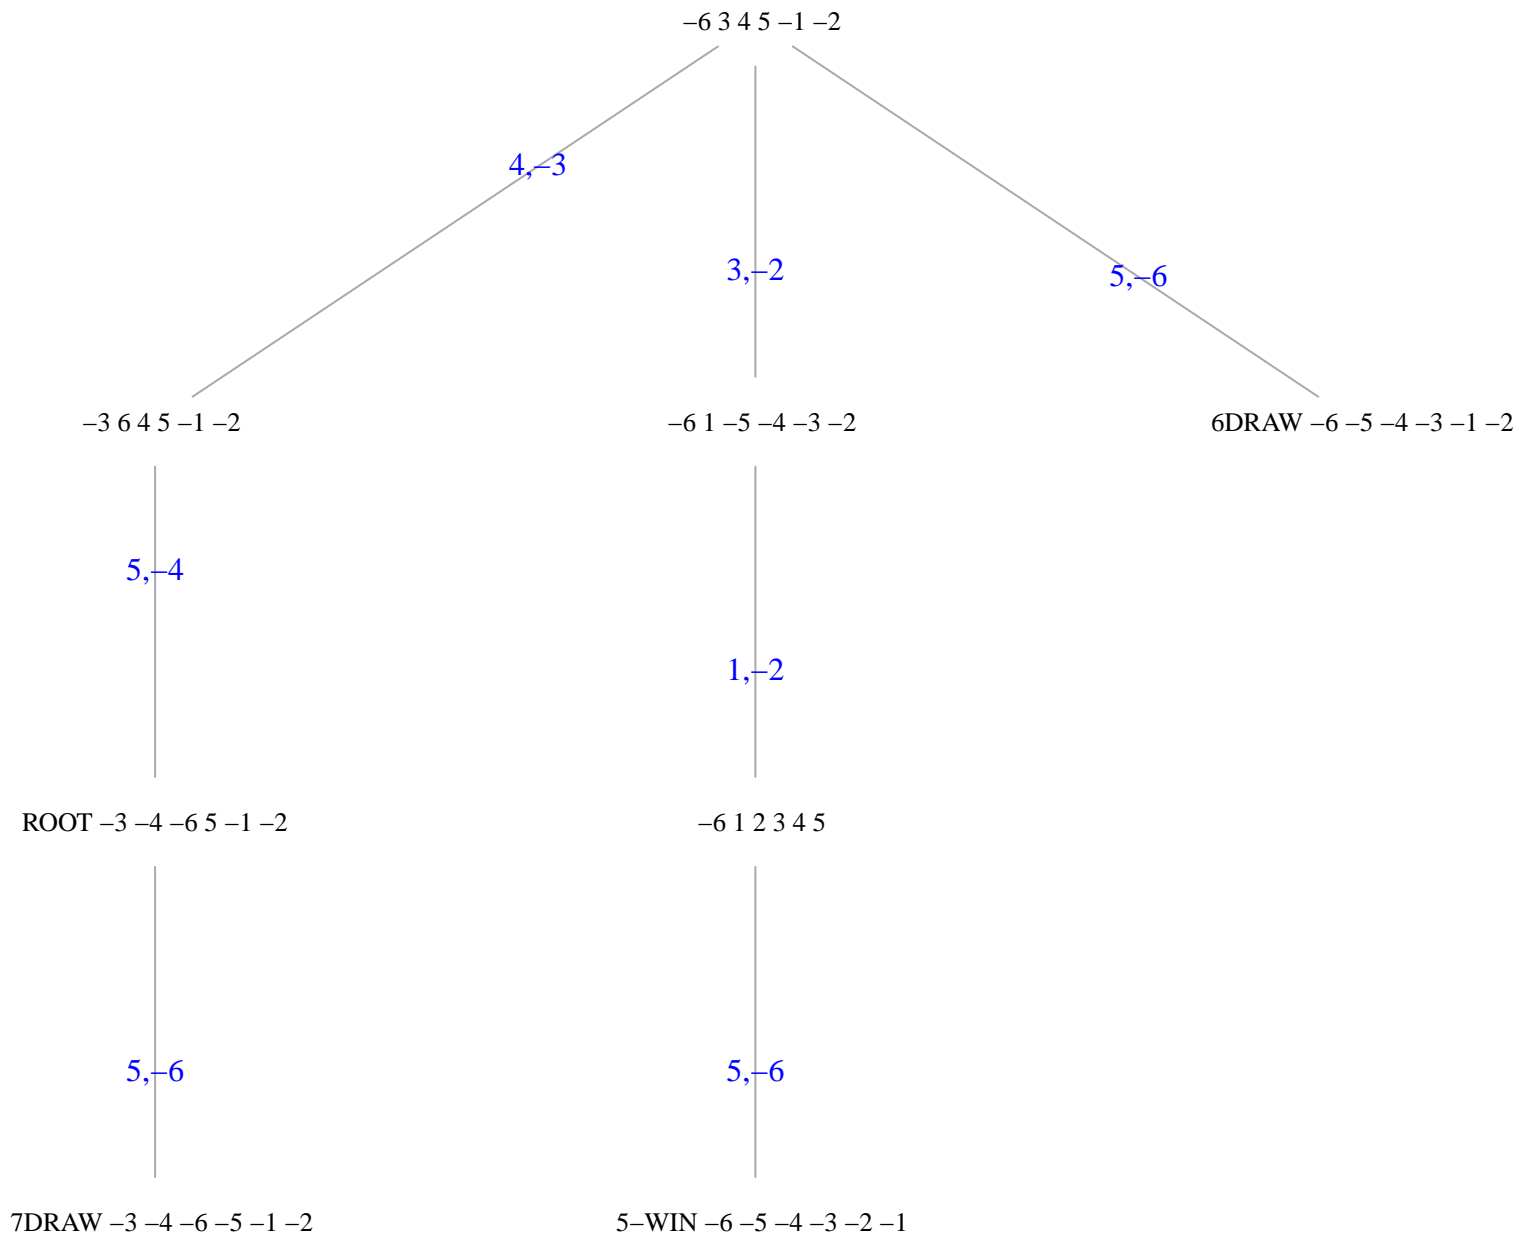 –6 3 4 5 –1 –2
4,–3
3,–2
5,–6
–3 6 4 5 –1 –2
–6 1 –5 –4 –3 –2
6DRAW –6 –5 –4 –3 –1 –2
5,–4
1,–2
ROOT –3 –4 –6 5 –1 –2
–6 1 2 3 4 5
5,–6
5,–6
7DRAW –3 –4 –6 –5 –1 –2
5–WIN –6 –5 –4 –3 –2 –1